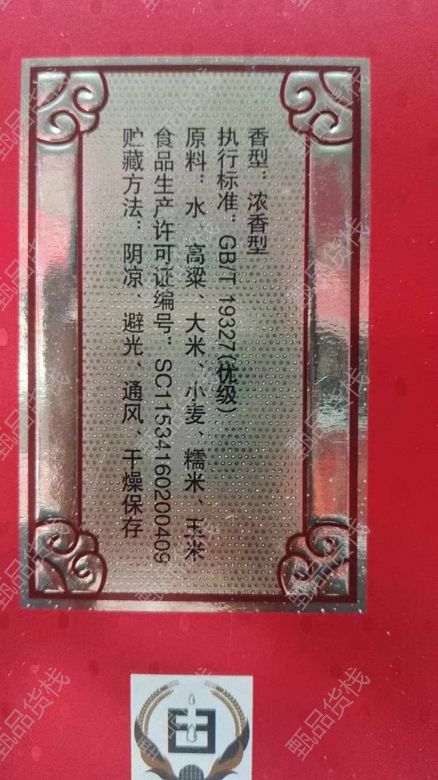 香型：浓香型
执行标准：GB/T 19327(优级)
原料：水、高粱、大米、小麦、糯米、玉米
食品生产许可证编号：SC11534160200409
贮藏方法：阴凉、避光、通风、干燥保存
甄品货栈